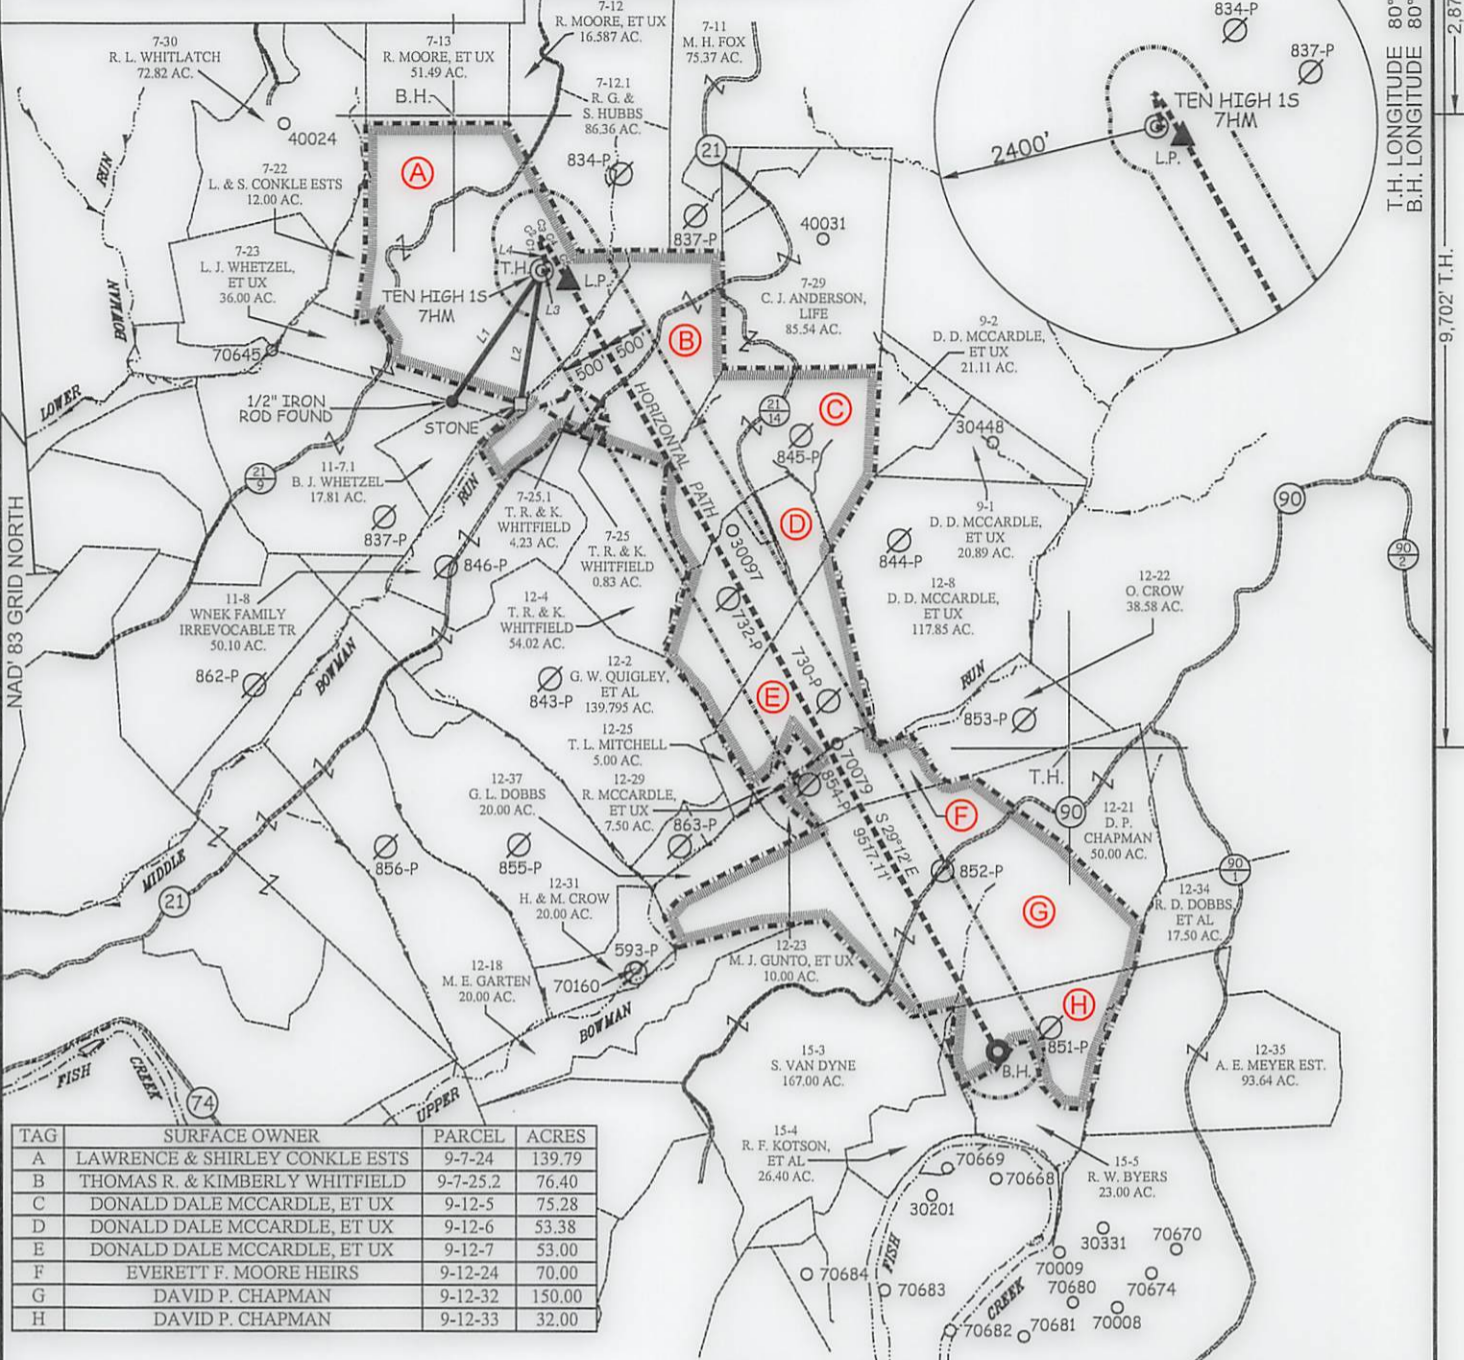 7-30
R. L. WHITLATCH
72.82 AC.
7-13
R. MOORE, ET UX
51.49 AC.
7-12
R. MOORE, ET UX
16.587 AC.
7-11
M. H. FOX
75.37 AC.
834-P
837-P
TEN HIGH 1S
7HM
L.P.
2400'
T.H. LONGITUDE 80°
B.H. LONGITUDE 80°
9,702' T.H.
B.H.
7-12.1
R. G. &
S. HUBBS
86.36 AC.
40024
RUN
A
834-P
21
7-22
L. & S. CONKLE ESTS
12.00 AC.
837-P
40031
7-23
L. J. WHETZEL,
ET UX
36.00 AC.
L4
T.H.
L.P.
TEN HIGH 1S
7HM
L3
L1
L2
7-29
C. J. ANDERSON,
LIFE
85.54 AC.
BOWMAN
B
9-2
D. D. MCCARDLE,
ET UX
21.11 AC.
70645
500'
500'
LOWER
1/2" IRON
ROD FOUND
STONE
HORIZONTAL PATH
21
14
C
845-P
30448
21
9
11-7.1
B. J. WHETZEL
17.81 AC.
RUN
837-P
7-25.1
T. R. & K.
WHITFIELD
4.23 AC.
7-25
T. R. & K.
WHITFIELD
0.83 AC.
30097
D
9-1
D. D. MCCARDLE,
ET UX
20.89 AC.
90
90
2
NAD' 83 GRID NORTH
846-P
844-P
11-8
WNEK FAMILY
IRREVOCABLE TR
50.10 AC.
12-4
T. R. & K.
WHITFIELD
54.02 AC.
732-P
12-8
D. D. MCCARDLE,
ET UX
117.85 AC.
12-22
O. CROW
38.58 AC.
BOWMAN
862-P
843-P
12-2
G. W. QUIGLEY,
ET AL
139.795 AC.
730-P
E
RUN
853-P
12-25
T. L. MITCHELL
5.00 AC.
70079
T.H.
12-37
G. L. DOBBS
20.00 AC.
12-29
R. MCCARDLE,
ET UX
7.50 AC.
854-P
S 29°12' E
9517.11'
F
90
12-21
D. P.
CHAPMAN
50.00 AC.
863-P
MIDDLE
856-P
855-P
852-P
90
1
21
12-31
H. & M. CROW
20.00 AC.
G
12-34
R. D. DOBBS,
ET AL
17.50 AC.
12-18
M. E. GARTEN
20.00 AC.
593-P
70160
12-23
M. J. GUNTO, ET UX
10.00 AC.
H
BOWMAN
851-P
B.H.
15-3
S. VAN DYNE
167.00 AC.
12-35
A. E. MEYER EST.
93.64 AC.
FISH
CREEK
74
UPPER
TAG SURFACE OWNER PARCEL ACRES
A LAWRENCE & SHIRLEY CONKLE ESTS 9-7-24 139.79
B THOMAS R. & KIMBERLY WHITFIELD 9-7-25.2 76.40
C DONALD DALE MCCARDLE, ET UX 9-12-5 75.28
D DONALD DALE MCCARDLE, ET UX 9-12-6 53.38
E DONALD DALE MCCARDLE, ET UX 9-12-7 53.00
F EVERETT F. MOORE HEIRS 9-12-24 70.00
G DAVID P. CHAPMAN 9-12-32 150.00
H DAVID P. CHAPMAN 9-12-33 32.00
15-4
R. F. KOTSON,
ET AL
26.40 AC.
15-5
R. W. BYERS
23.00 AC.
70669
70668
30201
FISH
CREEK
30331
70670
70009
70684
70683
70680
70674
70008
70682
70681